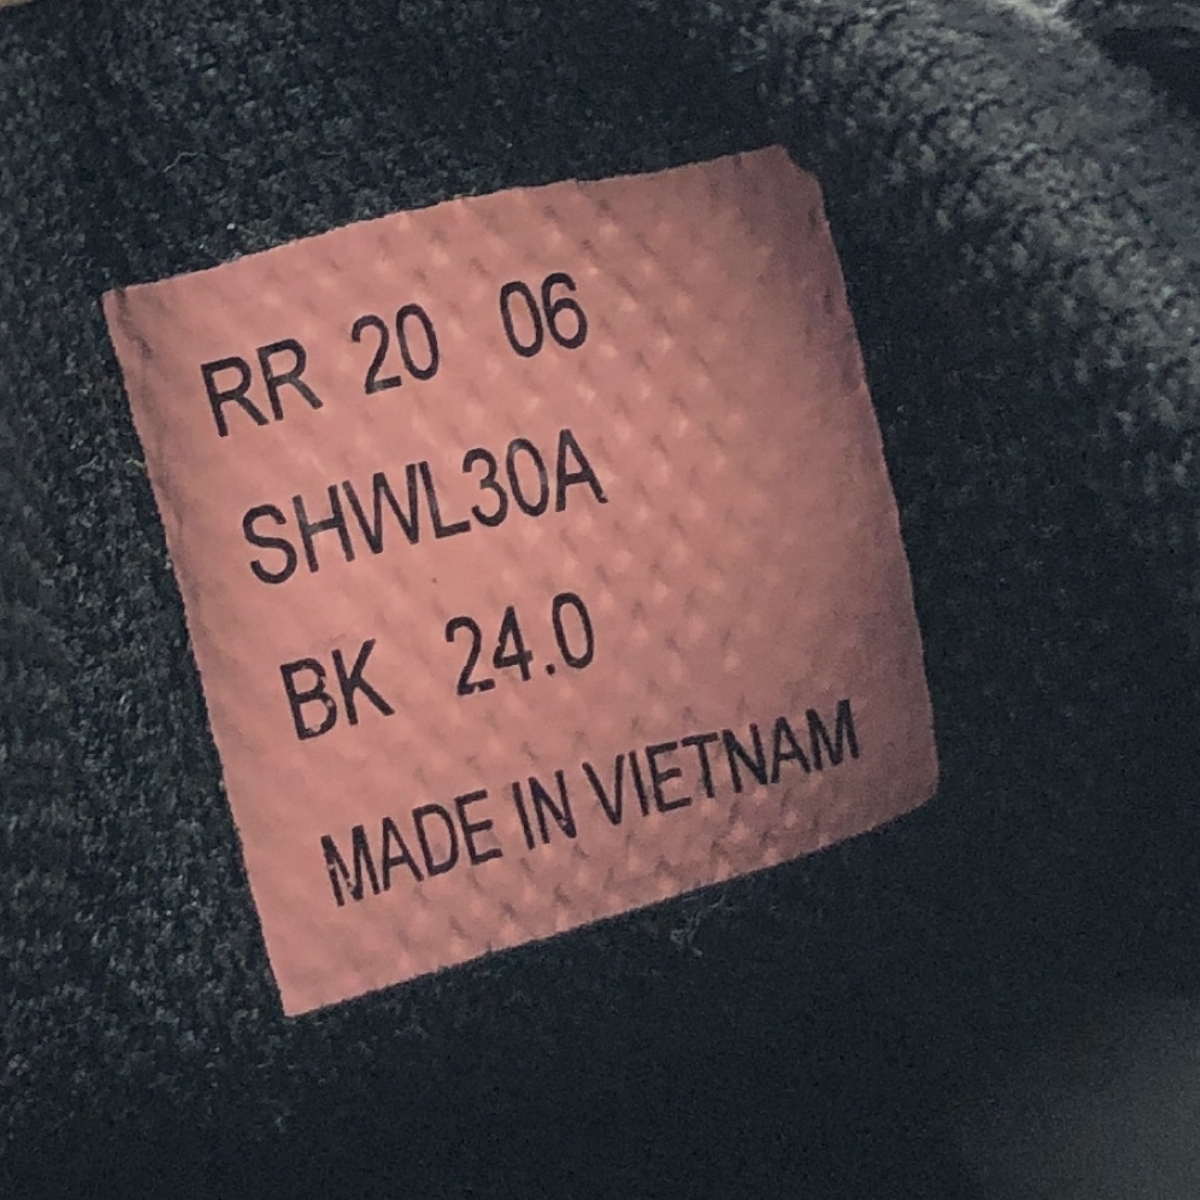 RR 20 06
SHWL30A
BK 24.0
MADE IN VIETNAM